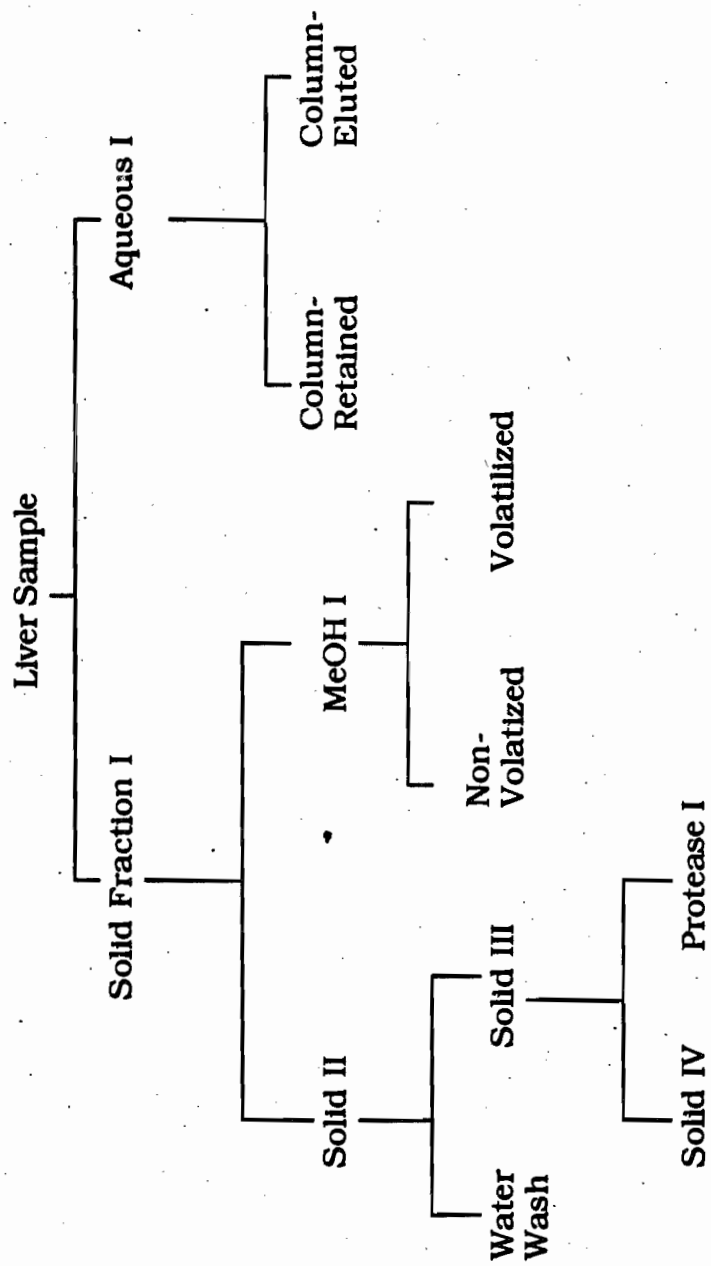 Liver Sample
Solid Fraction I
Aqueous I
Solid II
MeOH I
Column-
Retained
Column-
Eluted
Water
Wash
Solid III
Non-
Volatized
Volatilized
Solid IV
Protease I